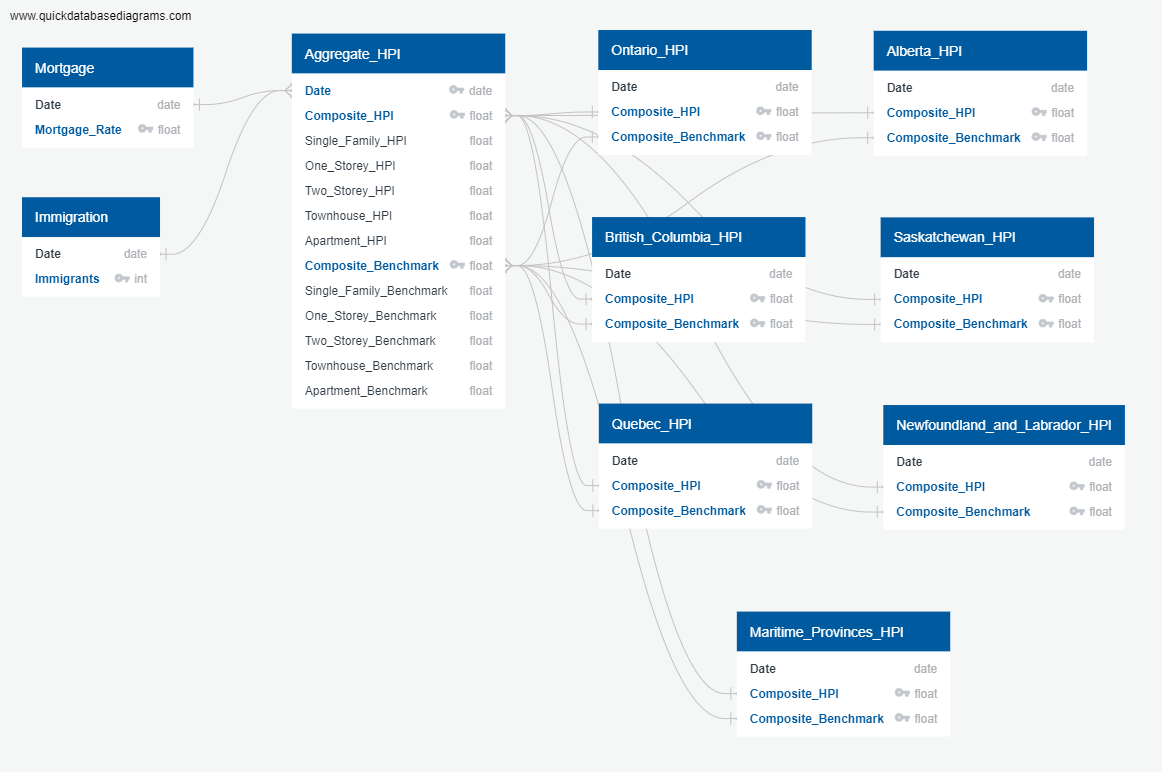 www.quickdatabasediagrams.com
Mortgage
Date date
Mortgage_Rate float
Immigration
Date date
Immigrants int
Aggregate_HPI
Date date
Composite_HPI float
Single_Family_HPI float
One_Storey_HPI float
Two_Storey_HPI float
Townhouse_HPI float
Apartment_HPI float
Composite_Benchmark float
Single_Family_Benchmark float
One_Storey_Benchmark float
Two_Storey_Benchmark float
Townhouse_Benchmark float
Apartment_Benchmark float
Ontario_HPI
Date date
Composite_HPI float
Composite_Benchmark float
Alberta_HPI
Date date
Composite_HPI float
Composite_Benchmark float
British_Columbia_HPI
Date date
Composite_HPI float
Composite_Benchmark float
Saskatchewan_HPI
Date date
Composite_HPI float
Composite_Benchmark float
Quebec_HPI
Date date
Composite_HPI float
Composite_Benchmark float
Newfoundland_and_Labrador_HPI
Date date
Composite_HPI float
Composite_Benchmark float
Maritime_Provinces_HPI
Date date
Composite_HPI float
Composite_Benchmark float